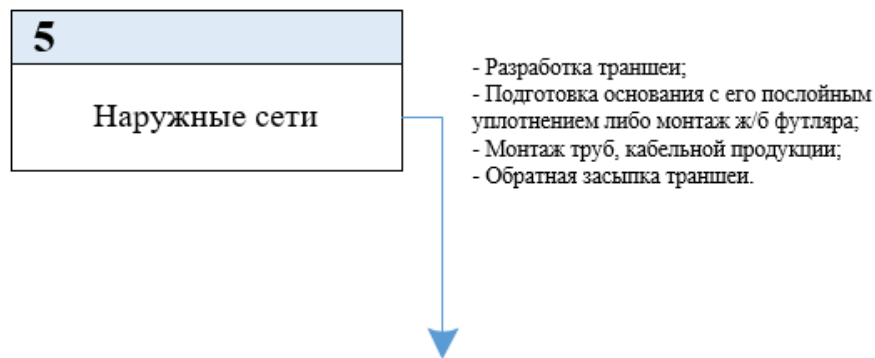 5
Наружные сети
- Разработка траншеи;
- Подготовка основания с его послойным
уплотнением либо монтаж ж/б футляра;
- Монтаж труб, кабельной продукции;
- Обратная засыпка траншеи.